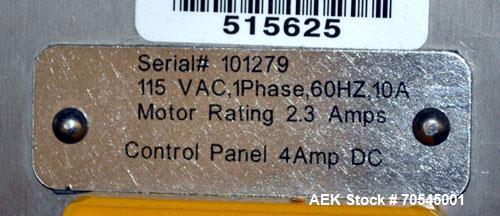 515625
Serial# 101279
115 VAC,1Phase,60HZ,10A
Motor Rating 2.3 Amps
Control Panel 4Amp DC
AEK Stock # 70545001